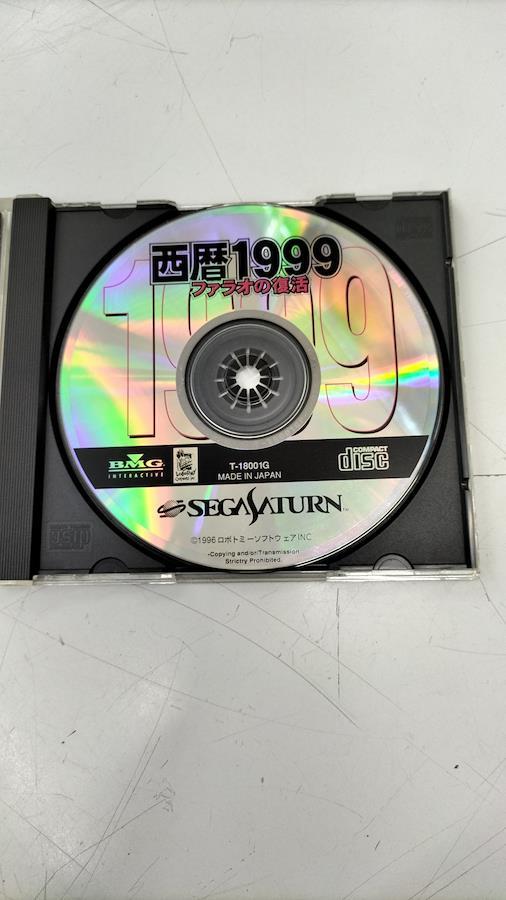 西暦1999
ファラオの復活
1999
BMG
INTERACTIVE
T-18001G
MADE IN JAPAN
COMPACT
disc
SEGA SATURN™
©1996 ロボトミーソフトウェアINC
-Copying and/or/Transmission
Strictry Prohibited.